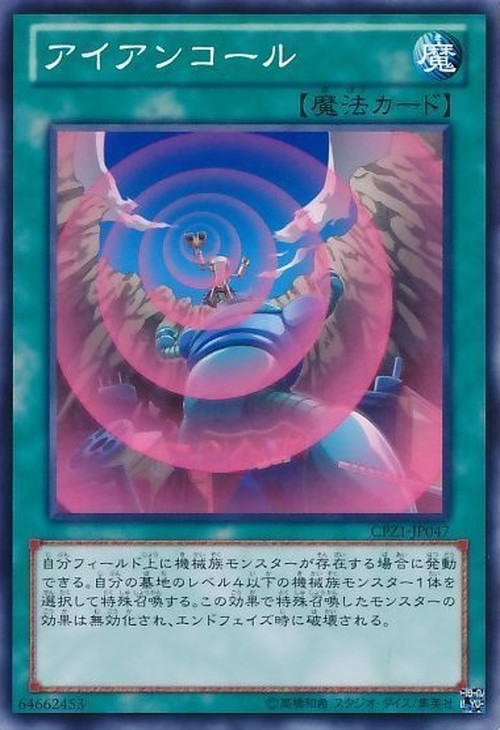 アイアンコール
魔
【魔法カード】
CPZ1-JP047
自分フィールド上に機械族モンスターが存在する場合に発動
できる。自分の墓地のレベル4以下の機械族モンスター1体を
選択して特殊召喚する。この効果で特殊召喚したモンスターの
効果は無効化され、エンドフェイズ時に破壊される。
64662453
©高橋和希 スタジオ・ダイス/集英社